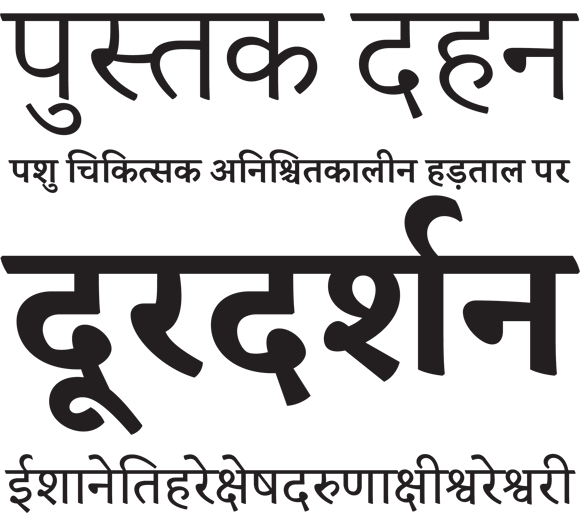 पुस्तक दहन
पशु चिकित्सक अनिश्चितकालीन हड़ताल पर
दूरदर्शन
ईशानेतिहरेक्षेषदरुणाक्षीश्वरेश्वरी